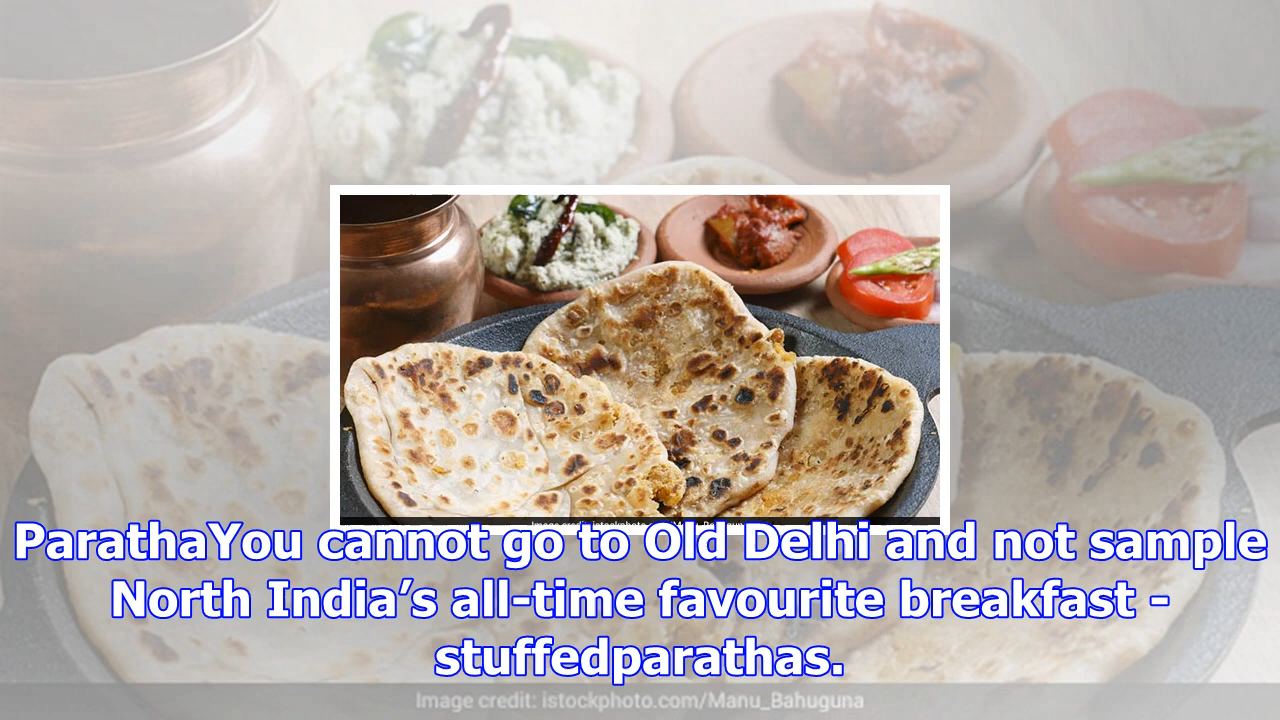 ParathaYou cannot go to Old Delhi and not sample
North India’s all-time favourite breakfast -
stuffedparathas.
Image credit: istockphoto.com/Manu_Bahuguna